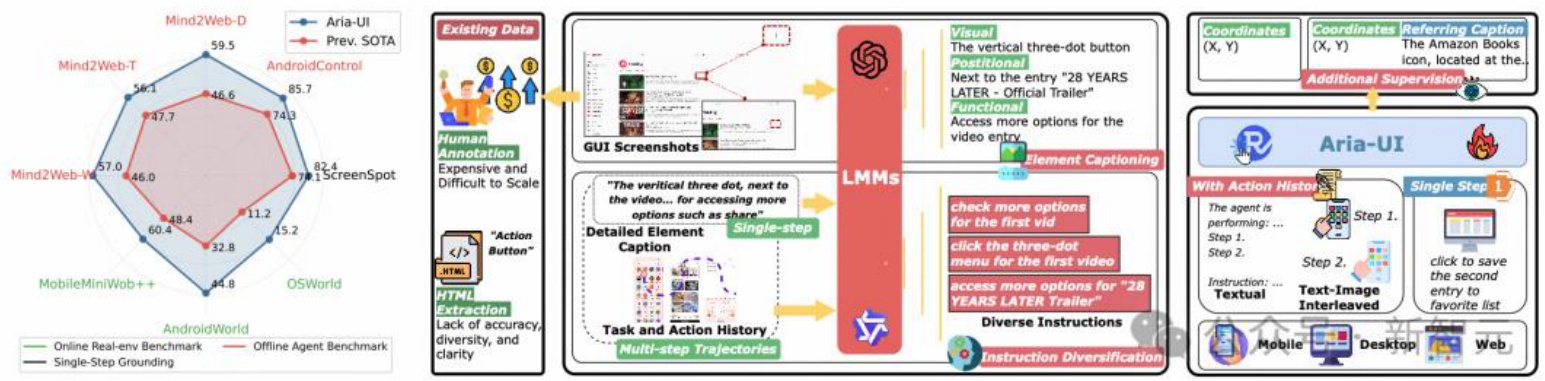 Mind2Web-D
Aria-UI
Prev. SOTA
59.5
Mind2Web-T
AndroidControl
56.1
46.6
85.7
47.7
74.3
57.0
82.4
Mind2Web-W
46.0
ScreenSpot
48.4
11.2
60.4
32.8
15.2
MobileMiniWob++
44.8
OSWorld
AndroidWorld
Online Real-env Benchmark
Offline Agent Benchmark
Single-Step Grounding
Existing Data
Human
Annotation
Expensive and
Difficult to Scale
"Action
Button"
</>
.HTML
HTML
Extraction
Lack of accuracy,
diversity, and
clarity
GUI Screenshots
"The veritical three dot, next to
the video... for accessing more
options such as share"
Single-step
Detailed Element
Caption
Task and Action History
Multi-step Trajectories
LMMs
Visual
The vertical three-dot button
Postitional
Next to the entry "28 YEARS
LATER - Official Trailer"
Functional
Access more options for the
video entry
Element Captioning
check more options
for the first vid
click the three-dot
menu for the first video
access more options for "28
YEARS LATER Trailer"
Diverse Instructions
Instruction Diversification
Coordinates
(X, Y)
Coordinates
(X, Y)
Referring Caption
The Amazon Books
icon, located at the..
Additional Supervision
Aria-UI
With Action History
The agent is
performing: ...
Step 1.
Step 2.
Instruction: ...
Textual
Step 1.
Step 2.
Text-Image
Interleaved
Single Step
1
click to save
the second
entry to
favorite list
Mobile
Desktop
Web
公众号 · 新智元